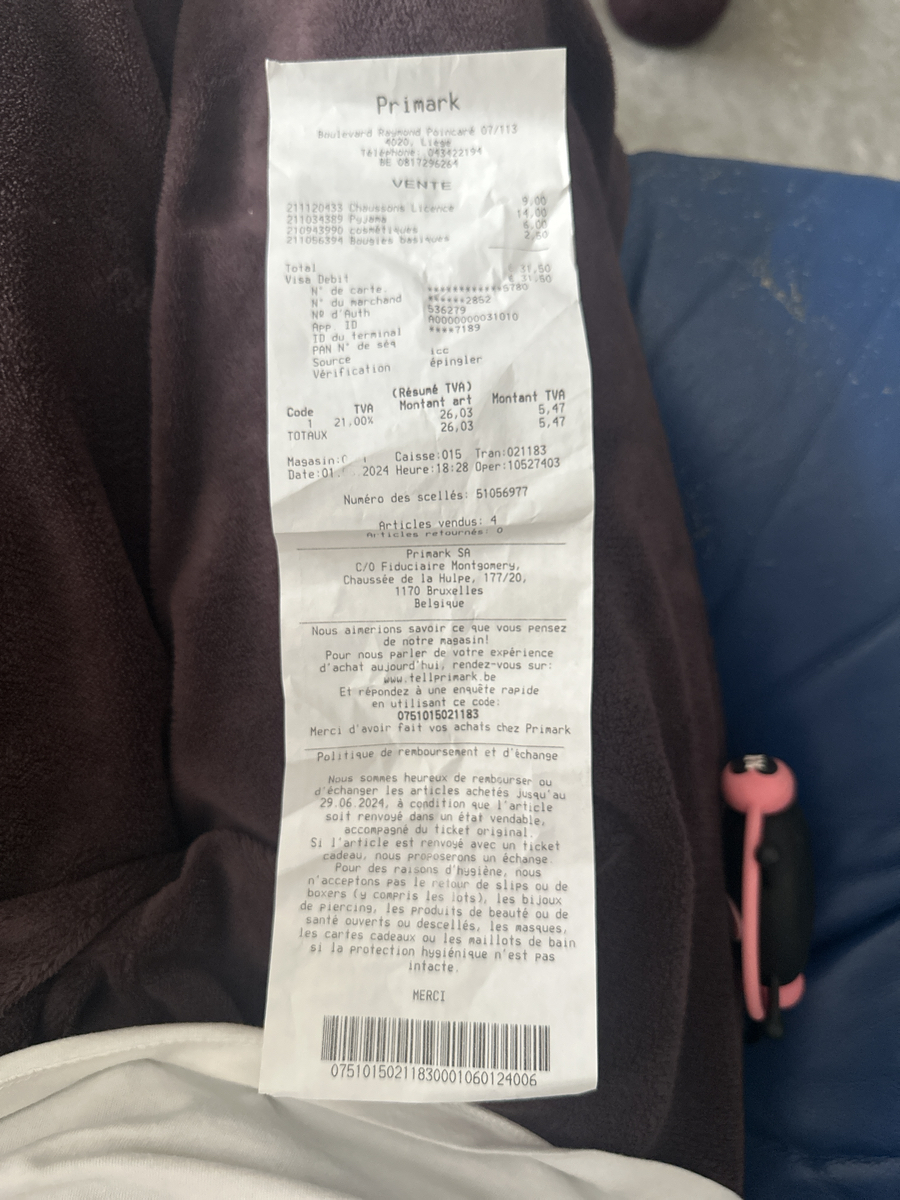 Primark
Boulevard Raymond Poincaré 07/113
4020, Liège
Téléphone: 043422194
BE 0817296264
VENTE
211120433 Chaussons Licence 9,00
211034389 Pyjama 14,00
210943990 cosmétiques 6,00
211056394 Bougies basiques 2,50
Total € 31,50
Visa Debit € 31,50
N° de carte. ************5780
N° du marchand ******2852
Nº d'Auth 536279
App ID A0000000031010
ID du terminal ****7189
PAN N° de séq
Source icc
Vérification épingler
(Résumé TVA)
Code TVA Montant art Montant TVA
1 21,00% 26,03 5,47
TOTAUX 26,03 5,47
Magasin: Caisse:015 Tran:021183
Date:01. 2024 Heure:18:28 Oper:10527403
Numéro des scellés: 51056977
Articles vendus: 4
Articles retournés: 0
Primark SA
C/O Fiduciaire Montgomery,
Chaussée de la Hulpe, 177/20,
1170 Bruxelles
Belgique
Nous aimerions savoir ce que vous pensez
de notre magasin!
Pour nous parler de votre expérience
d'achat aujourd'hui, rendez-vous sur:
www.tellprimark.be
Et répondez à une enquête rapide
en utilisant ce code:
0751015021183
Merci d'avoir fait vos achats chez Primark
Politique de remboursement et d'échange
Nous sommes heureux de rembourser ou
d'échanger les articles achetés jusqu'au
29.06.2024, à condition que l'article
soit renvoyé dans un état vendable,
accompagné du ticket original.
Si l'article est renvoyé avec un ticket
cadeau, nous proposerons un échange.
Pour des raisons d'hygiène, nous
n'acceptons pas le retour de slips ou de
boxers (y compris les lots), les bijoux
de piercing, les produits de beauté ou de
santé ouverts ou descellés, les masques,
les cartes cadeaux ou les maillots de bain
si la protection hygiénique n'est pas
intacte.
MERCI
07510150211830001060124006